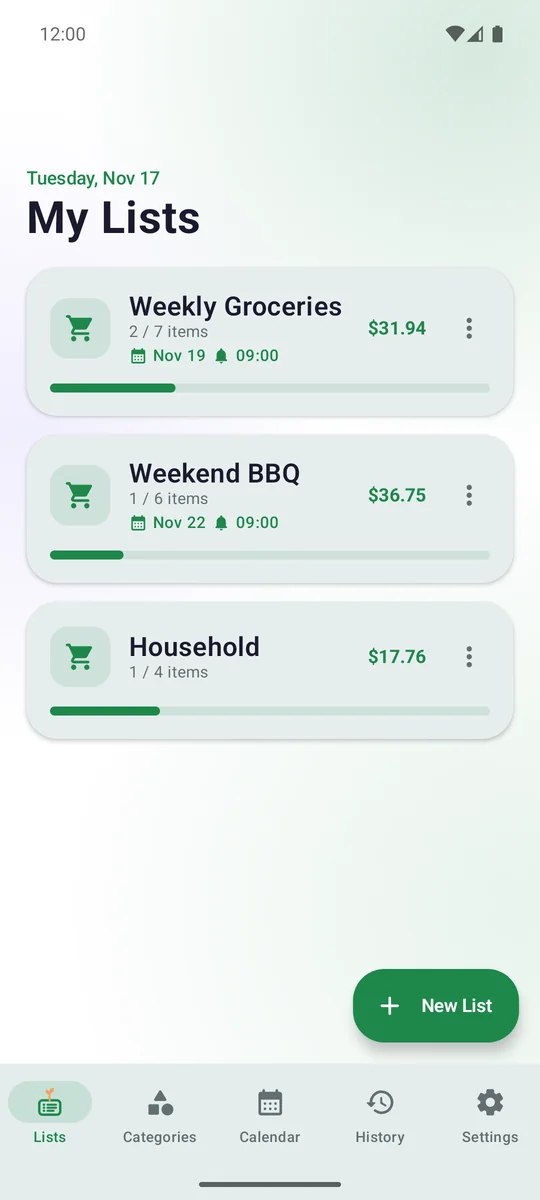 12:00
Tuesday, Nov 17
My Lists
Weekly Groceries
2 / 7 items
$31.94
Nov 19 09:00
Weekend BBQ
1 / 6 items
$36.75
Nov 22 09:00
Household
1 / 4 items
$17.76
New List
Lists Categories Calendar History Settings